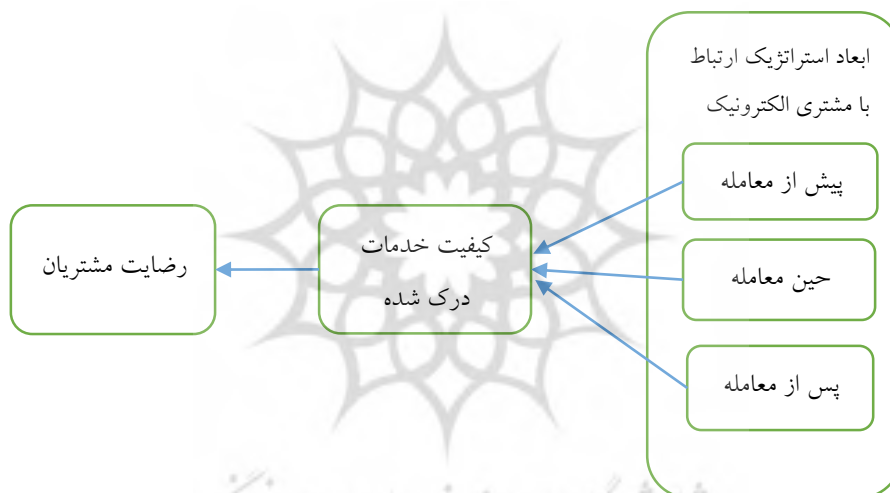 ابعاد استراتژیک ارتباط
با مشتری الکترونیک
پیش از معامله
حین معامله
پس از معامله
کیفیت خدمات
درک شده
رضایت مشتریان